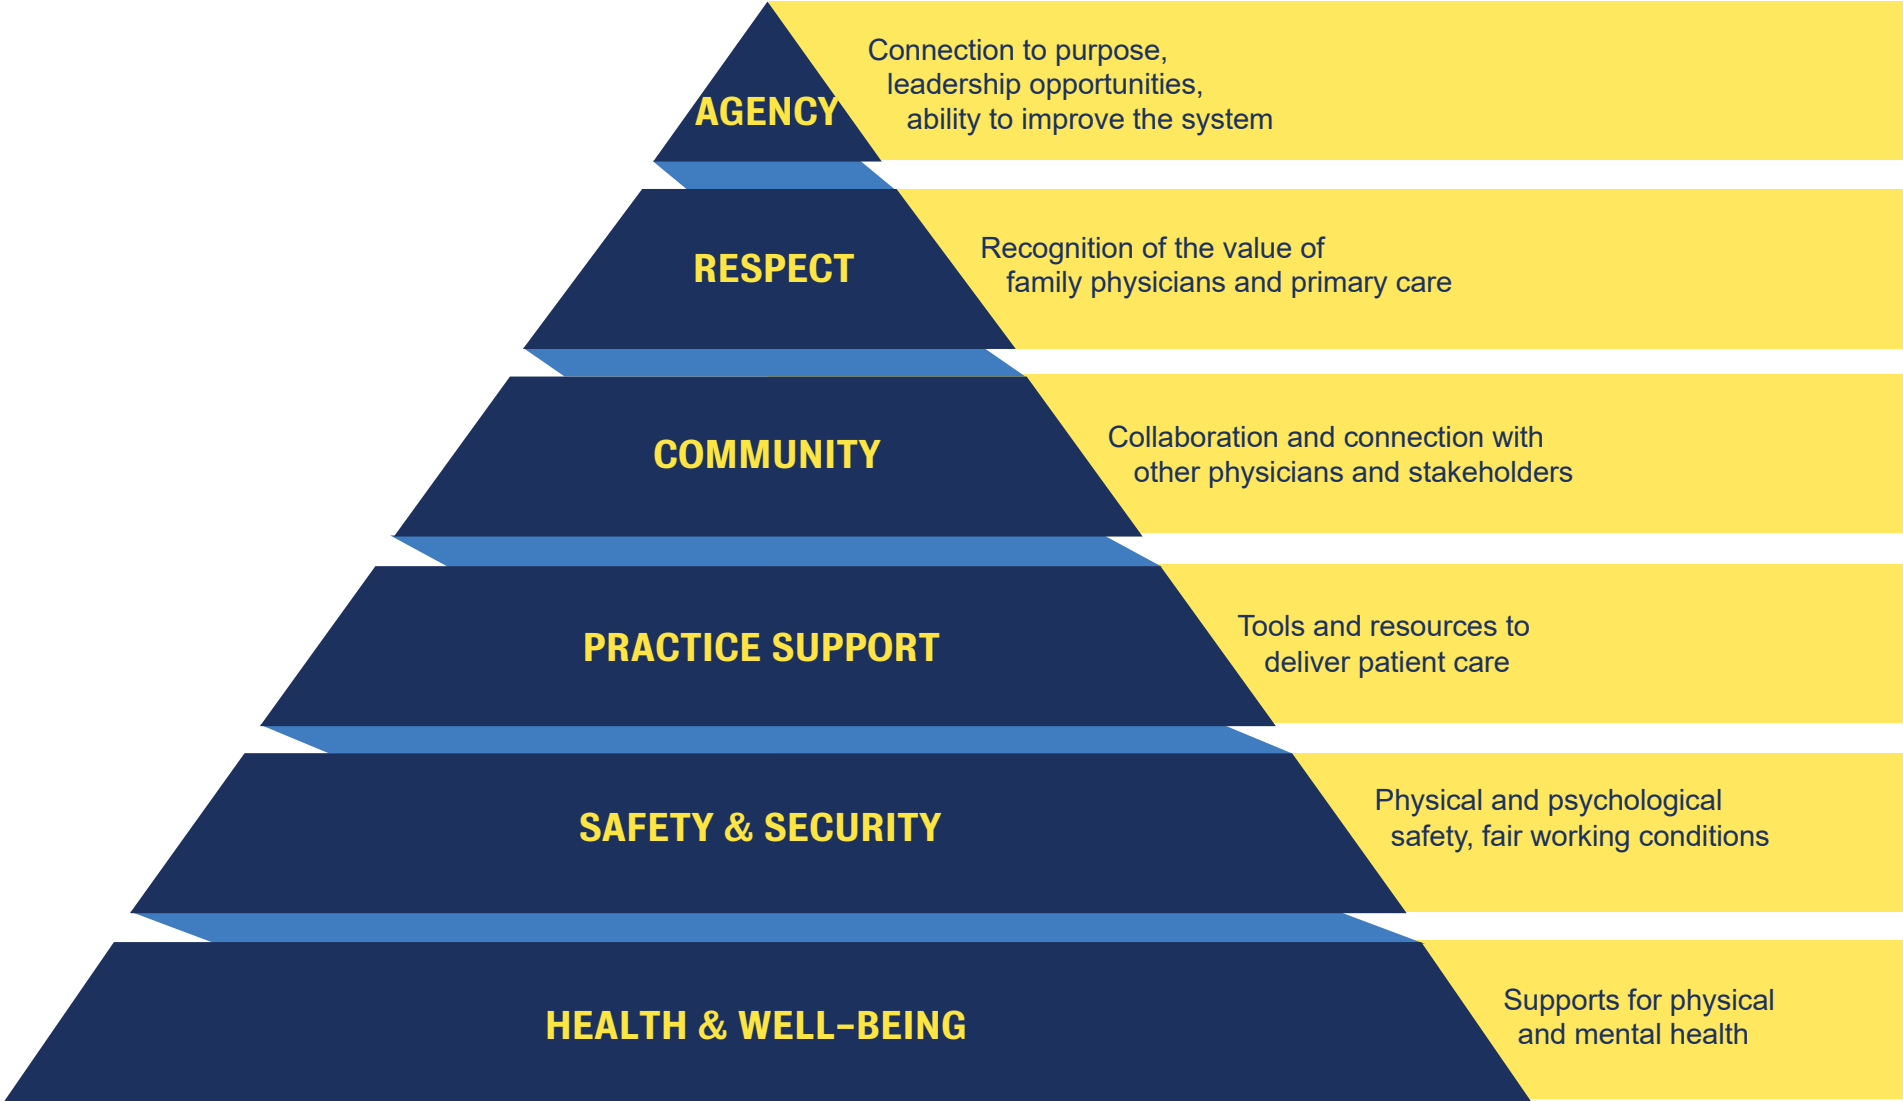 AGENCY
Connection to purpose,
leadership opportunities,
ability to improve the system
RESPECT
Recognition of the value of
family physicians and primary care
COMMUNITY
Collaboration and connection with
other physicians and stakeholders
PRACTICE SUPPORT
Tools and resources to
deliver patient care
SAFETY & SECURITY
Physical and psychological
safety, fair working conditions
HEALTH & WELL-BEING
Supports for physical
and mental health